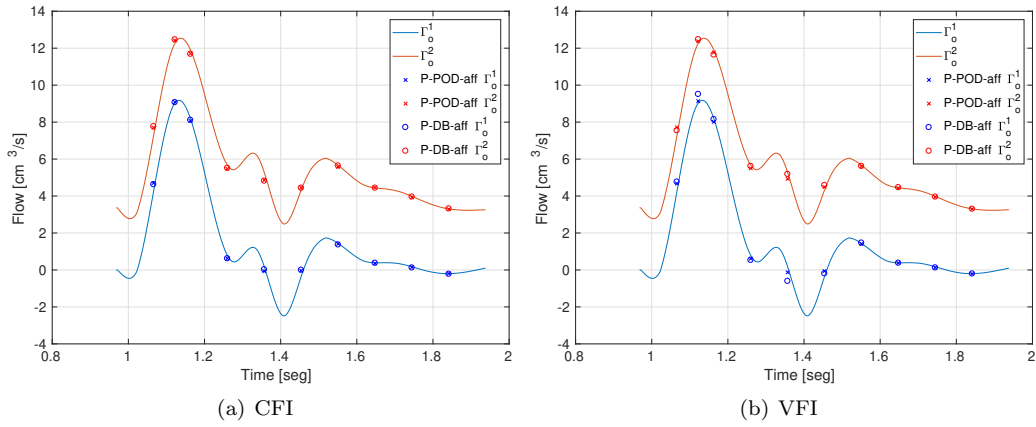 14
12
10
8
6
4
2
0
-2
-4
Flow [cm³/s]
0.8 1 1.2 1.4 1.6 1.8 2
Time [seg]
Γₒ¹
Γₒ²
P-POD-aff Γₒ¹
P-POD-aff Γₒ²
P-DB-aff Γₒ¹
P-DB-aff Γₒ²
(a) CFI
14
12
10
8
6
4
2
0
-2
-4
Flow [cm³/s]
0.8 1 1.2 1.4 1.6 1.8 2
Time [seg]
Γₒ¹
Γₒ²
P-POD-aff Γₒ¹
P-POD-aff Γₒ²
P-DB-aff Γₒ¹
P-DB-aff Γₒ²
(b) VFI